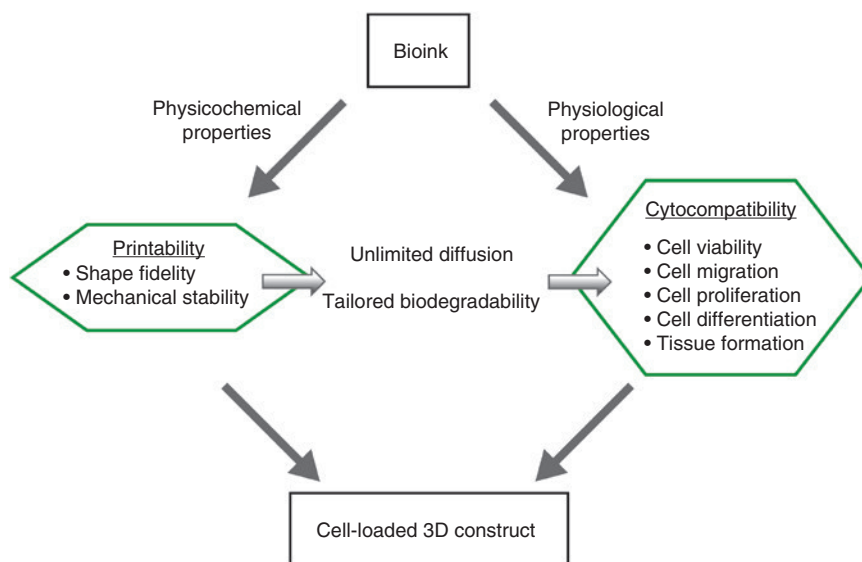 Bioink
Physicochemical
properties
Physiological
properties
Printability
• Shape fidelity
• Mechanical stability
Unlimited diffusion
Tailored biodegradability
Cytocompatibility
• Cell viability
• Cell migration
• Cell proliferation
• Cell differentiation
• Tissue formation
Cell-loaded 3D construct